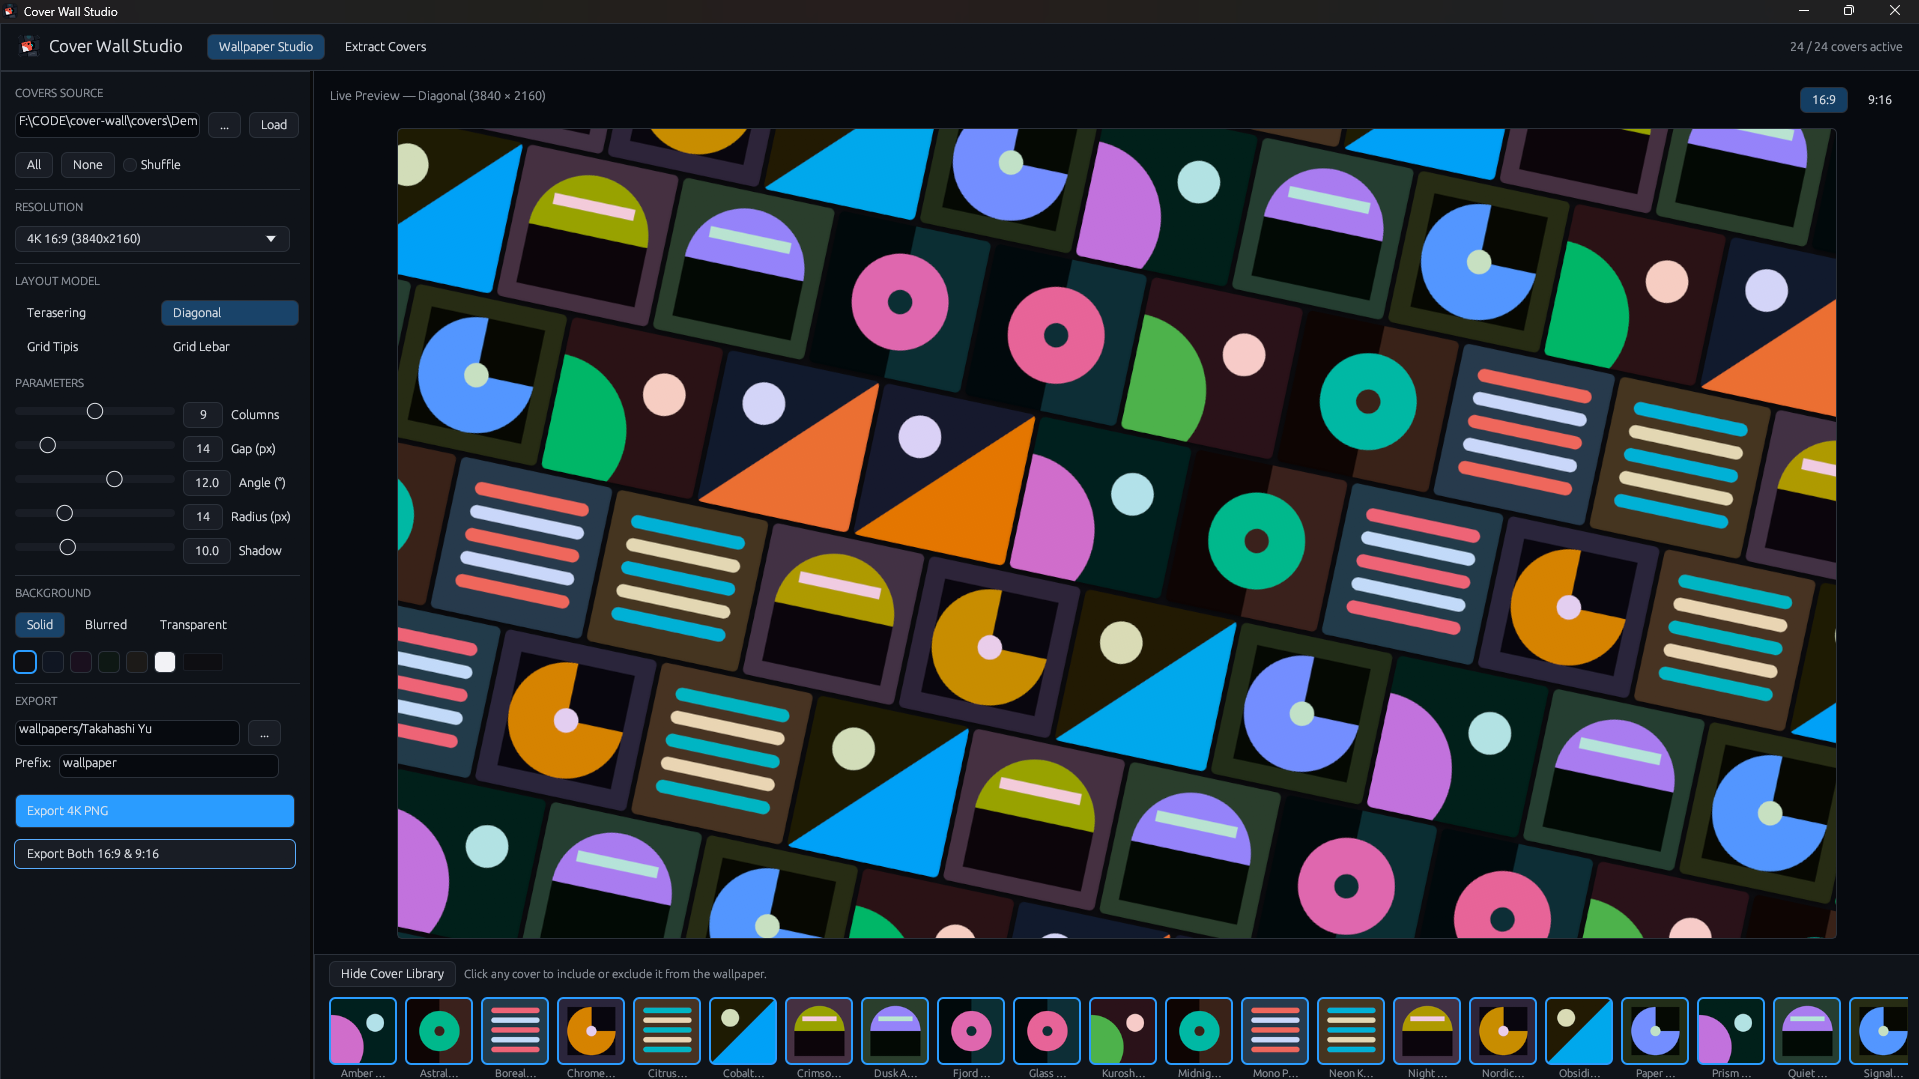 Cover Wall Studio
Cover Wall Studio
Wallpaper Studio
Extract Covers
24 / 24 covers active
COVERS SOURCE
F:\CODE\cover-wall\covers\Dem
...
Load
All
None
Shuffle
RESOLUTION
4K 16:9 (3840x2160)
LAYOUT MODEL
Terasering
Diagonal
Grid Tipis
Grid Lebar
PARAMETERS
9
Columns
14
Gap (px)
12.0
Angle (°)
14
Radius (px)
10.0
Shadow
BACKGROUND
Solid
Blurred
Transparent
EXPORT
wallpapers/Takahashi Yu
...
Prefix:
wallpaper
Export 4K PNG
Export Both 16:9 & 9:16
Live Preview — Diagonal (3840 × 2160)
16:9
9:16
Hide Cover Library
Click any cover to include or exclude it from the wallpaper.
Amber ...
Astral...
Boreal...
Chrome...
Citrus...
Cobalt...
Crimso...
Dusk A...
Fjord ...
Glass ...
Kurosh...
Midnig...
Mono P...
Neon K...
Night ...
Nordic...
Obsidi...
Paper ...
Prism ...
Quiet ...
Signal...